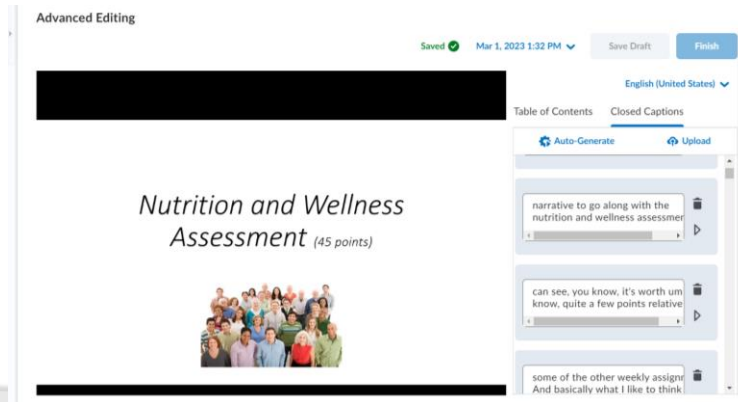 Advanced Editing
Saved Mar 1, 2023 1:32 PM Save Draft Finish
English (United States)
Table of Contents Closed Captions
Auto-Generate Upload
Nutrition and Wellness
Assessment (45 points)
narrative to go along with the
nutrition and wellness assessmer
can see, you know, it's worth um
know, quite a few points relative
some of the other weekly assignr
And basically what I like to think